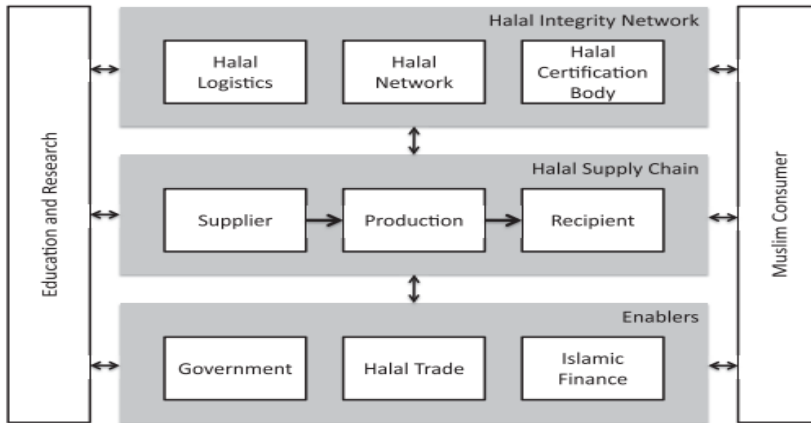 Halal Integrity Network
Halal
Logistics
Halal
Network
Halal
Certification
Body
Education and Research
Halal Supply Chain
Supplier
Production
Recipient
Muslim Consumer
Enablers
Government
Halal Trade
Islamic
Finance